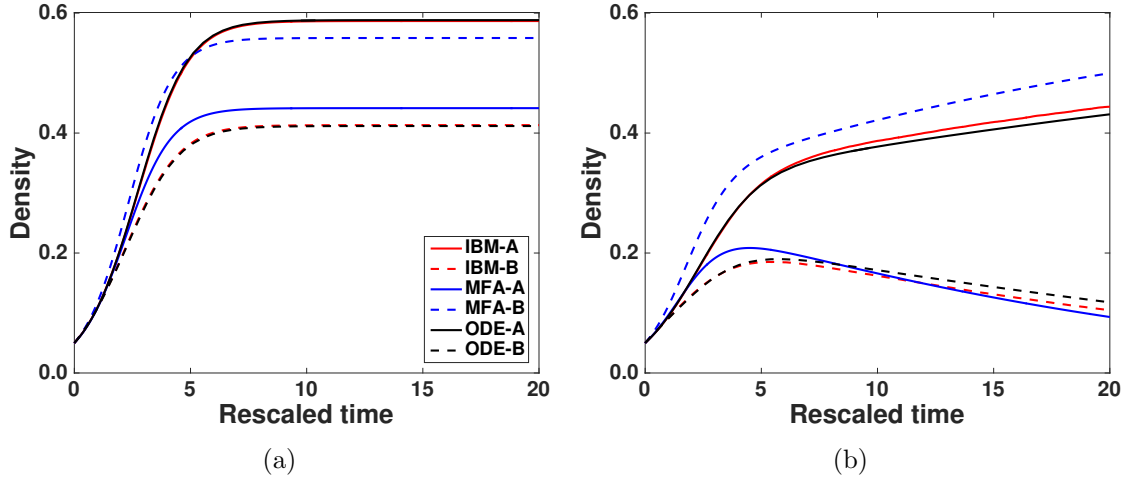 0.6
0.4
0.2
0.0
Density
0 5 10 15 20
Rescaled time
IBM-A
IBM-B
MFA-A
MFA-B
ODE-A
ODE-B
(a)
0.6
0.4
0.2
0.0
Density
0 5 10 15 20
Rescaled time
(b)